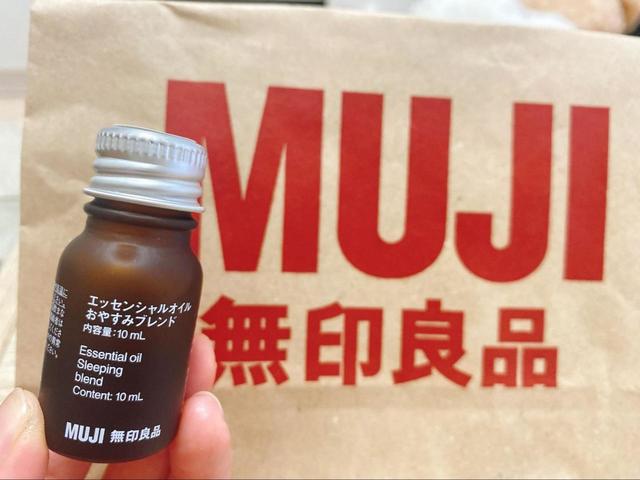 MUJI
無印良品
エッセンシャルオイル
おやすみブレンド
内容量:10 mL
Essential oil
Sleeping
blend
Content: 10 mL
MUJI 無印良品